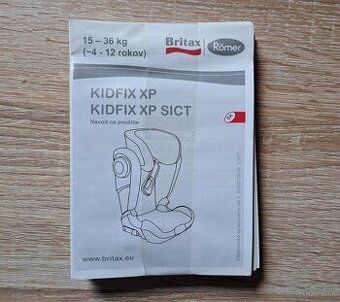 15 – 36 kg
(~4 - 12 rokov)
Britax
Römer
KIDFIX XP
KIDFIX XP SICT
Návod na použitie
www.britax.eu